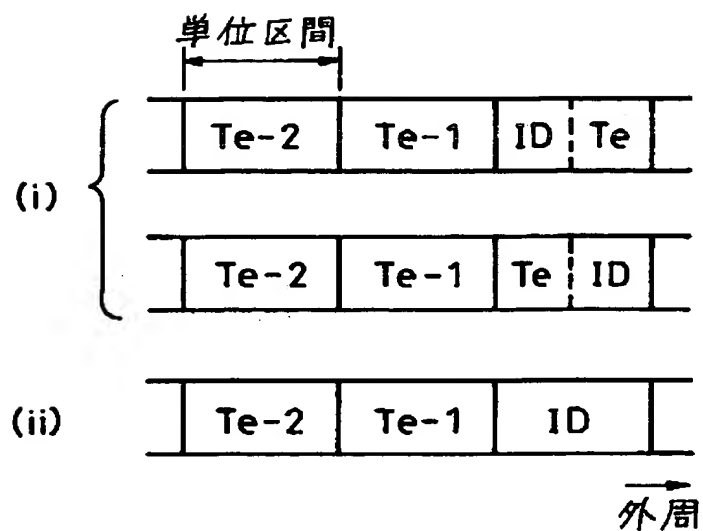 単位区間
Te-2 Te-1 ID Te
(i)
Te-2 Te-1 Te ID
(ii) Te-2 Te-1 ID
外周